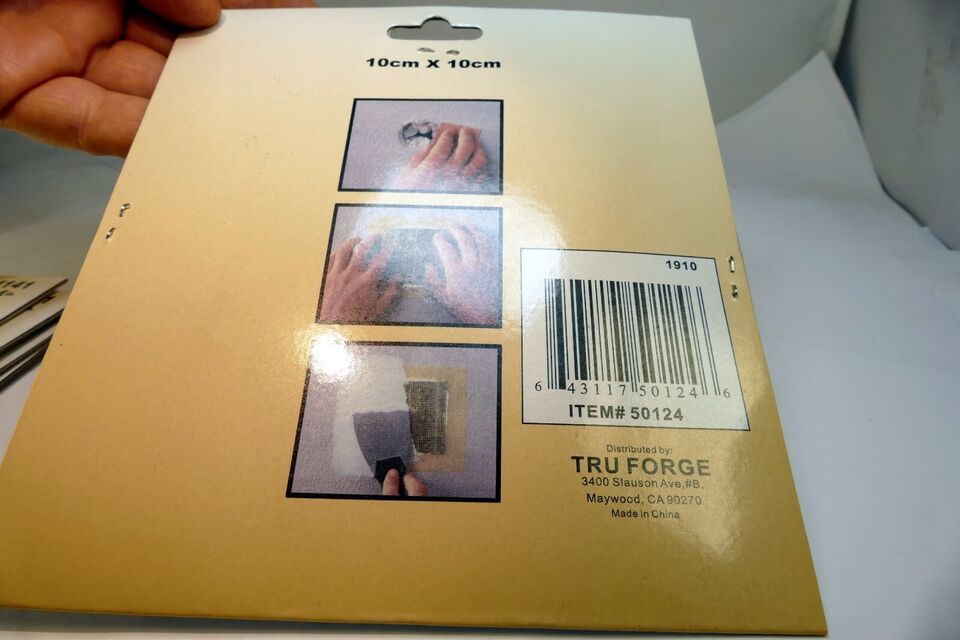 10cm X 10cm
1910
6 43117 50124 6
ITEM# 50124
Distributed by:
TRU FORGE
3400 Slauson Ave,#B.
Maywood, CA 90270
Made in China